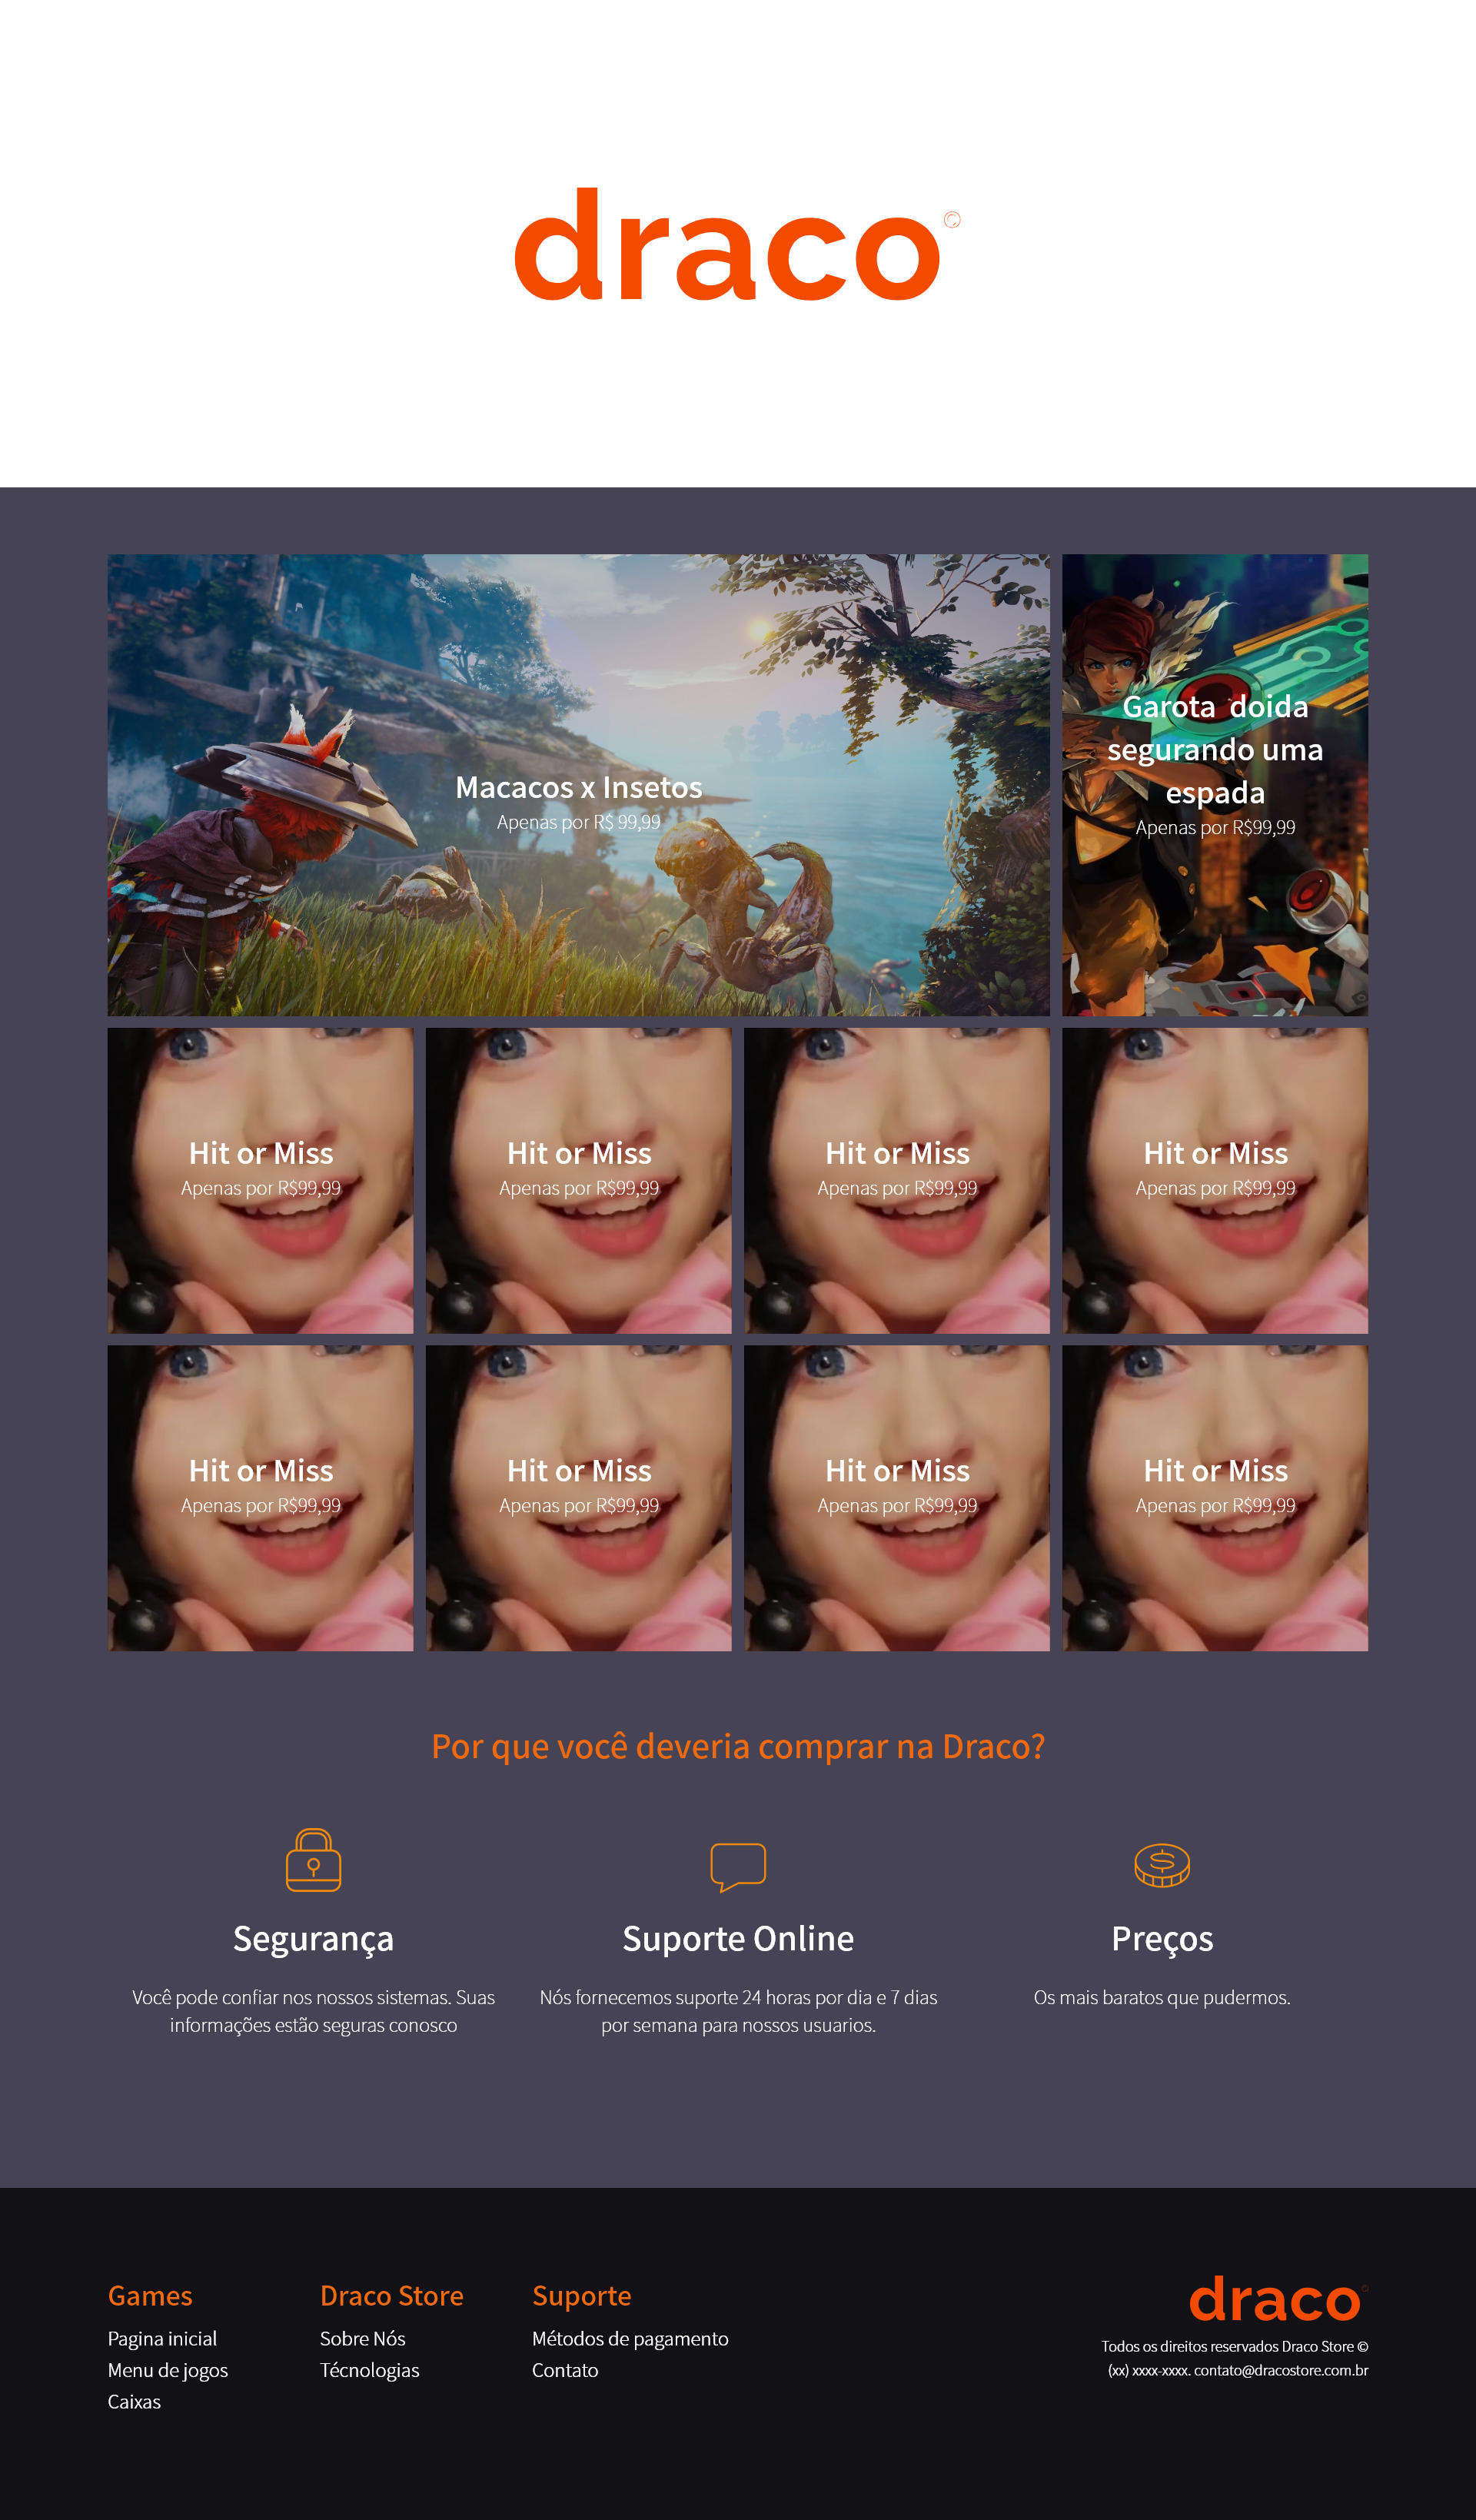 draco©
Macacos x Insetos
Apenas por R$ 99,99
Garota doida
segurando uma
espada
Apenas por R$99,99
Hit or Miss
Apenas por R$99,99
Hit or Miss
Apenas por R$99,99
Hit or Miss
Apenas por R$99,99
Hit or Miss
Apenas por R$99,99
Hit or Miss
Apenas por R$99,99
Hit or Miss
Apenas por R$99,99
Hit or Miss
Apenas por R$99,99
Hit or Miss
Apenas por R$99,99
Por que você deveria comprar na Draco?
Segurança
Você pode confiar nos nossos sistemas. Suas
informações estão seguras conosco
Suporte Online
Nós fornecemos suporte 24 horas por dia e 7 dias
por semana para nossos usuarios.
Preços
Os mais baratos que pudermos.
Games
Pagina inicial
Menu de jogos
Caixas
Draco Store
Sobre Nós
Técnologias
Suporte
Métodos de pagamento
Contato
draco©
Todos os direitos reservados Draco Store ©
(xx) xxxx-xxxx. contato@dracostore.com.br